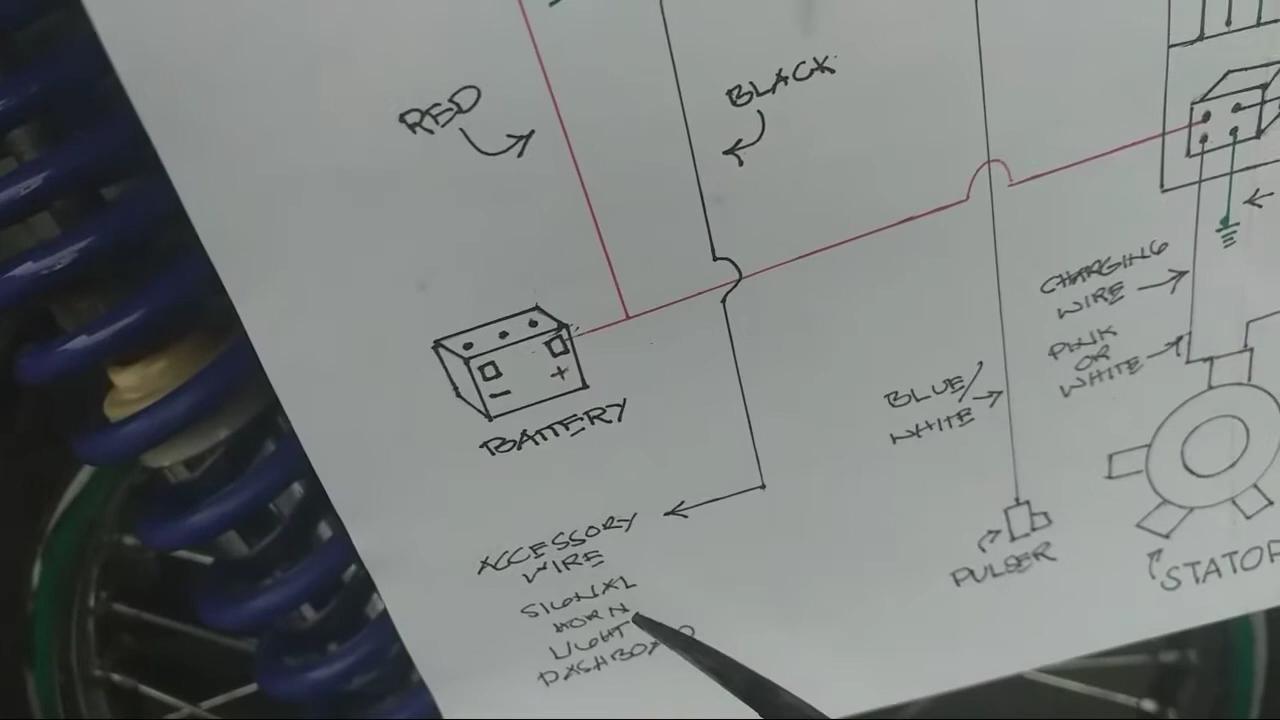 RED
BLACK
CHARGING
WIRE
PINK
OR
WHITE
BLUE/
WHITE
+
−
BATTERY
ACCESSORY
WIRE
SIGNAL
HORN
LIGHT
PULSER
STATOR